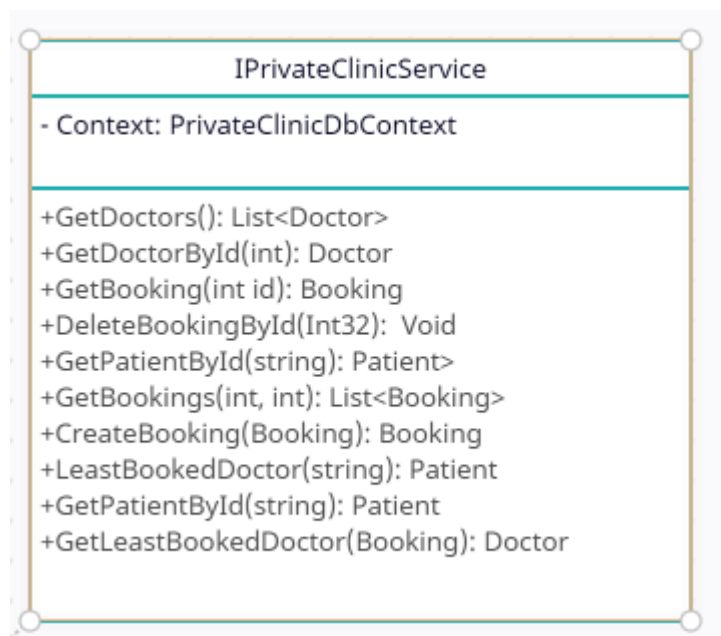 IPrivateClinicService
- Context: PrivateClinicDbContext
+GetDoctors(): List<Doctor>
+GetDoctorById(int): Doctor
+GetBooking(int id): Booking
+DeleteBookingById(Int32):  Void
+GetPatientById(string): Patient>
+GetBookings(int, int): List<Booking>
+CreateBooking(Booking): Booking
+LeastBookedDoctor(string): Patient
+GetPatientById(string): Patient
+GetLeastBookedDoctor(Booking): Doctor